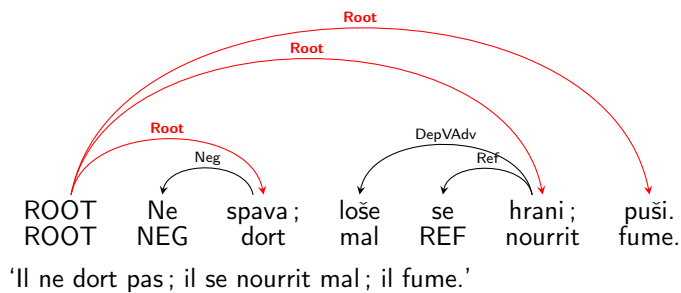 Root
Root
Root
DepVAdv
Neg
Ref
ROOT Ne spava ; loše se hrani ; puši.
ROOT NEG dort mal REF nourrit fume.
‘Il ne dort pas ; il se nourrit mal ; il fume.’